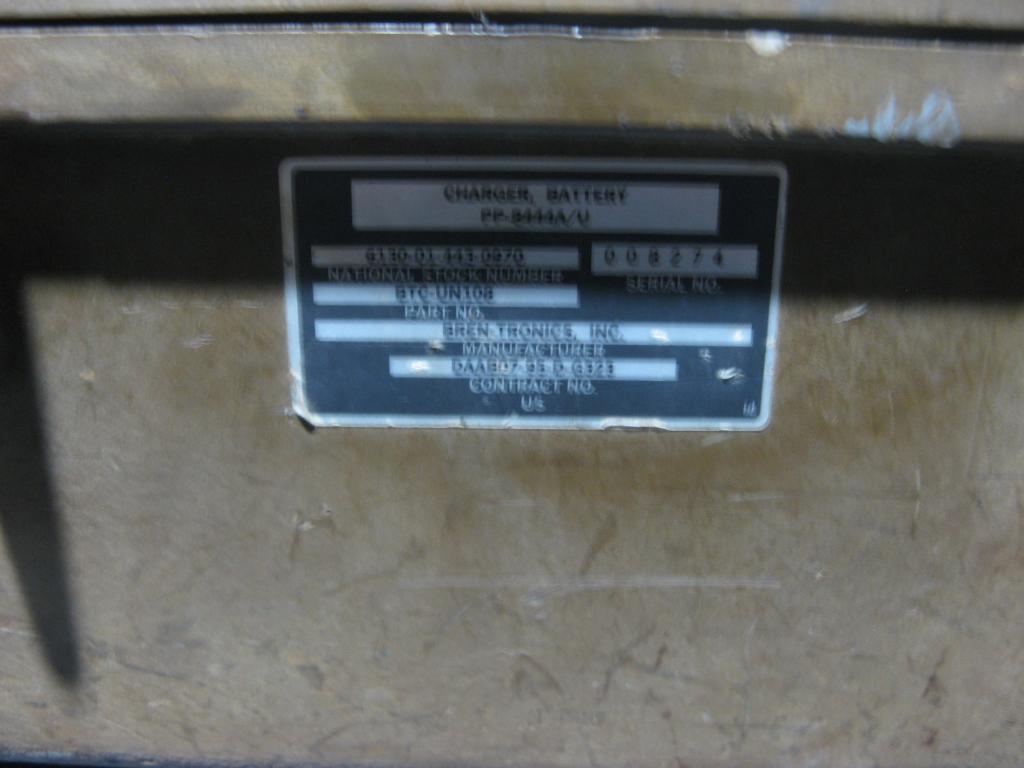 CHARGER, BATTERY
PP-8444A/U
6130-01-443-0970
NATIONAL STOCK NUMBER
008274
SERIAL NO.
BTC-UN108
PART NO.
BREN-TRONICS, INC.
MANUFACTURER
CONTRACT NO.
US
id